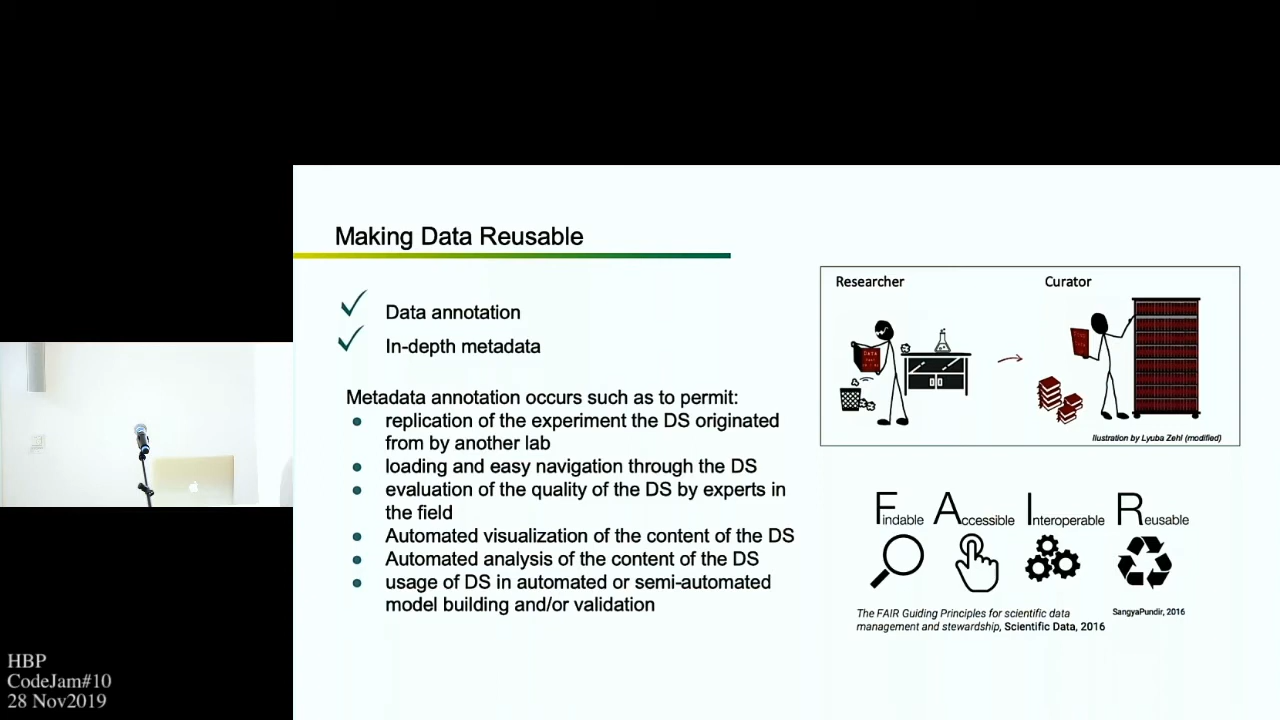 Making Data Reusable
Data annotation
In-depth metadata
Metadata annotation occurs such as to permit:
replication of the experiment the DS originated
from by another lab
loading and easy navigation through the DS
evaluation of the quality of the DS by experts in
the field
Automated visualization of the content of the DS
Automated analysis of the content of the DS
usage of DS in automated or semi-automated
model building and/or validation
Researcher
Curator
DATA
Ilustration by Lyuba Zehl (modified)
Findable Accessible Interoperable Reusable
The FAIR Guiding Principles for scientific data
management and stewardship, Scientific Data, 2016
SangyaPundir, 2016
HBP
CodeJam#10
28 Nov2019